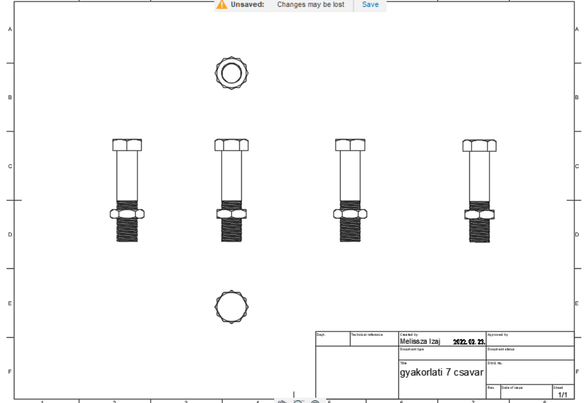 Unsaved: Changes may be lost Save
A A
B B
C C
D D
E E
F F
Dept. Technical reference Created by Approved by
Melissza Izaj 2022. 02. 23.
Document type Document status
Title DWG No.
gyakorlati 7 csavar
Rev. Date of issue Sheet
1/1